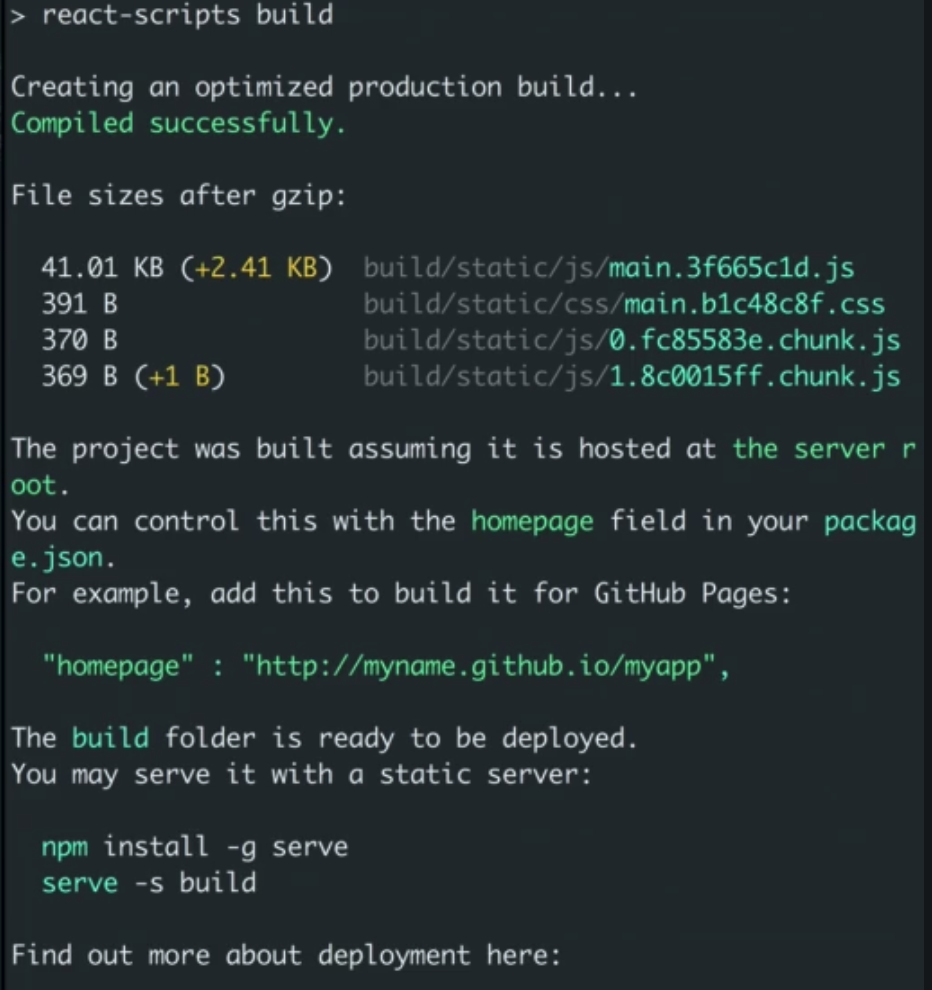 > react-scripts build
Creating an optimized production build...
Compiled successfully.
File sizes after gzip:
41.01 KB (+2.41 KB)  build/static/js/main.3f665c1d.js
391 B  build/static/css/main.b1c48c8f.css
370 B  build/static/js/0.fc85583e.chunk.js
369 B (+1 B)  build/static/js/1.8c0015ff.chunk.js
The project was built assuming it is hosted at the server r
oot.
You can control this with the homepage field in your packag
e.json.
For example, add this to build it for GitHub Pages:
"homepage" : "http://myname.github.io/myapp",
The build folder is ready to be deployed.
You may serve it with a static server:
npm install -g serve
serve -s build
Find out more about deployment here: